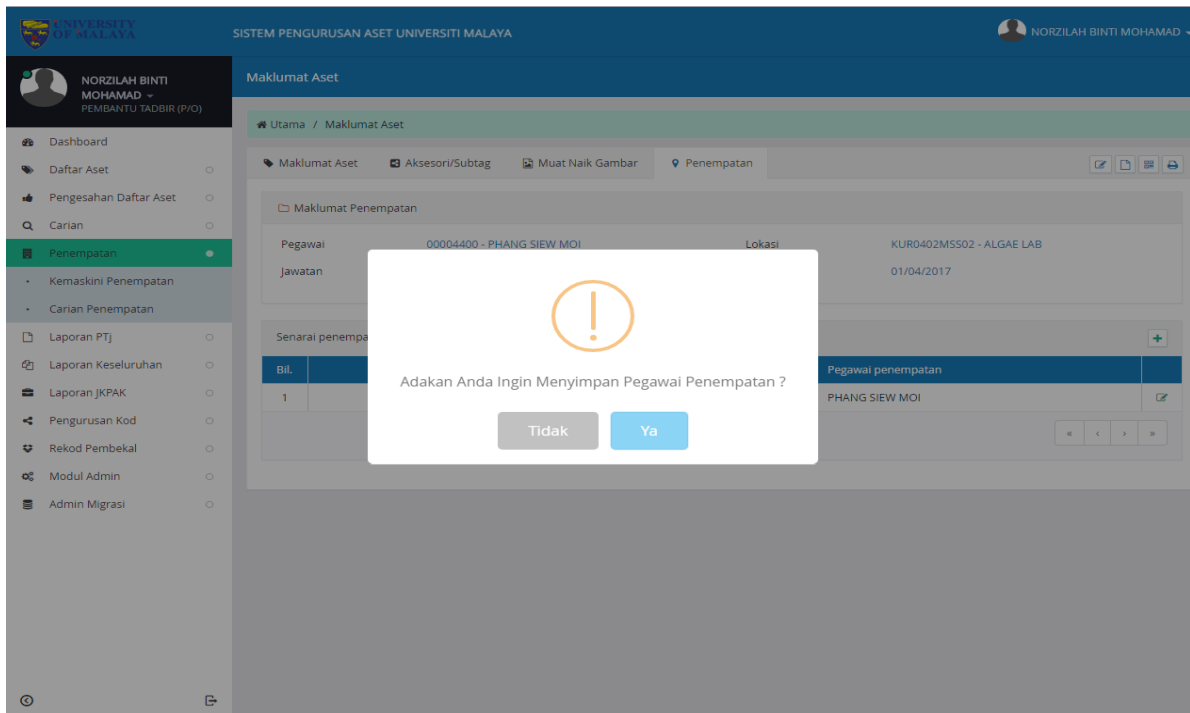 UNIVERSITY
OF MALAYA
SISTEM PENGURUSAN ASET UNIVERSITI MALAYA
NORZILAH BINTI MOHAMAD
NORZILAH BINTI
MOHAMAD
PEMBANTU TADBIR (P/O)
Maklumat Aset
Utama / Maklumat Aset
Dashboard
Daftar Aset
Pengesahan Daftar Aset
Carian
Penempatan
Kemaskini Penempatan
Carian Penempatan
Laporan PTj
Laporan Keseluruhan
Laporan JKPAK
Pengurusan Kod
Rekod Pembekal
Modul Admin
Admin Migrasi
Maklumat Aset Aksesori/Subtag Muat Naik Gambar Penempatan
Maklumat Penempatan
Pegawai 00004400 - PHANG SIEW MOI Lokasi KUR0402MSS02 - ALGAE LAB
Jawatan 01/04/2017
Senarai
Bil. Pegawai penempatan
1 PHANG SIEW MOI
« ‹ › »
!
Adakan Anda Ingin Menyimpan Pegawai Penempatan ?
Tidak Ya